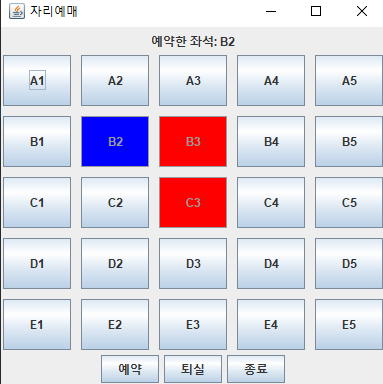 자리예매
예약한 좌석: B2
A1 A2 A3 A4 A5
B1 B2 B3 B4 B5
C1 C2 C3 C4 C5
D1 D2 D3 D4 D5
E1 E2 E3 E4 E5
예약 퇴실 종료